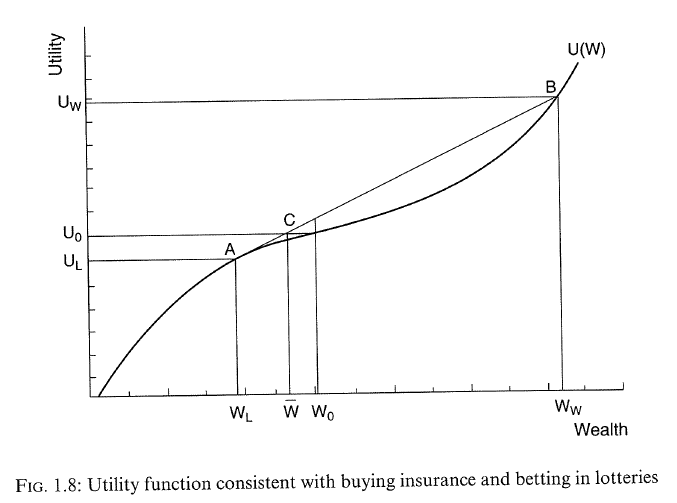 Utility
U(W)
B
U_W
C
U_0
A
U_L
W_L
W̅
W_0
W_W
Wealth
FIG. 1.8: Utility function consistent with buying insurance and betting in lotteries